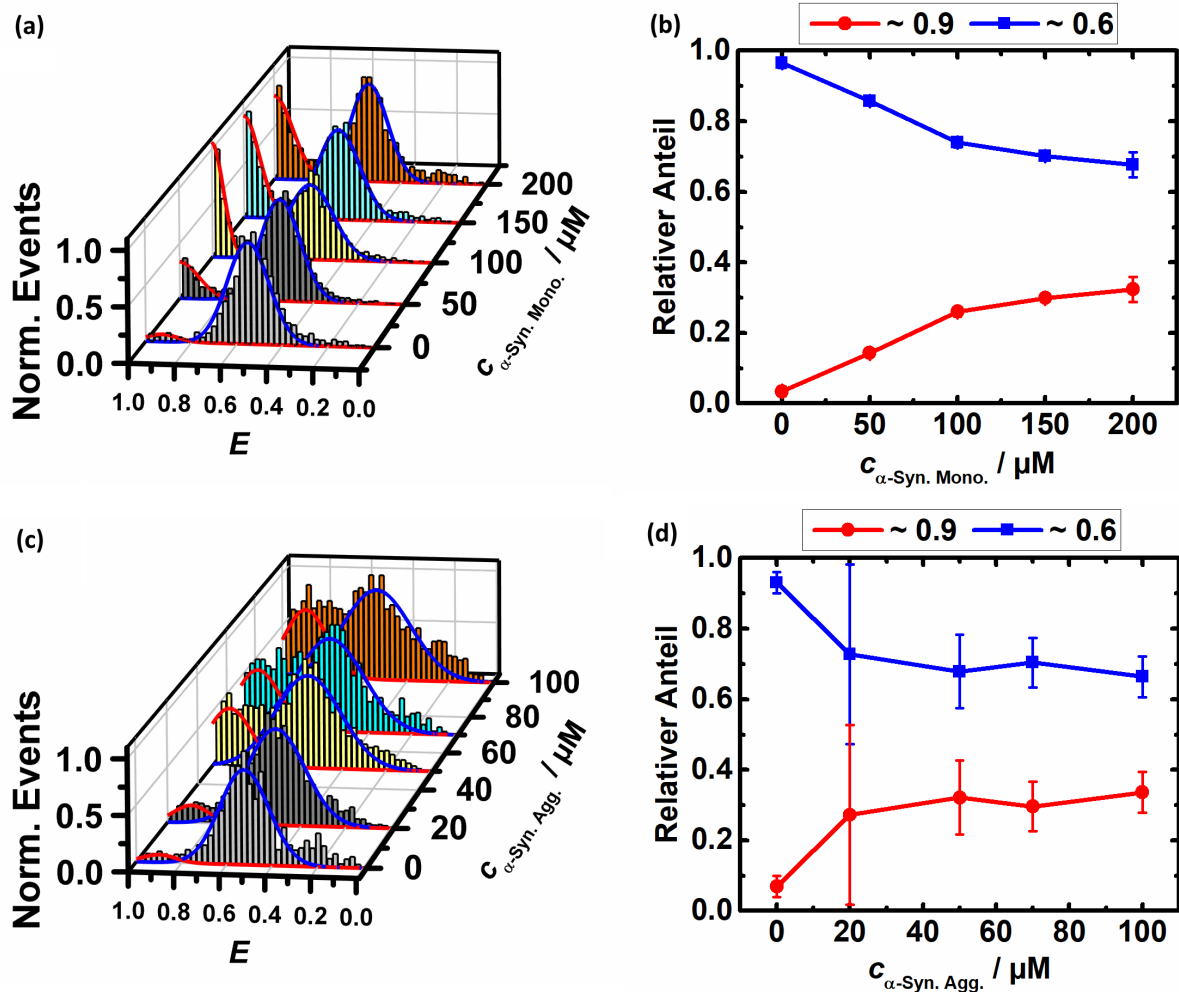 (a)
Norm. Events
1.0
0.5
0.0
1.0 0.8 0.6 0.4 0.2 0.0
E
0
50
100
150
200
c α-Syn. Mono. / µM
(b)
~ 0.9 ~ 0.6
Relativer Anteil
1.0
0.8
0.6
0.4
0.2
0.0
0 50 100 150 200
c α-Syn. Mono. / µM
(c)
Norm. Events
1.0
0.5
0.0
1.0 0.8 0.6 0.4 0.2 0.0
E
0
20
40
60
80
100
c α-Syn. Agg. / µM
(d)
~ 0.9 ~ 0.6
Relativer Anteil
1.0
0.8
0.6
0.4
0.2
0.0
0 20 40 60 80 100
c α-Syn. Agg. / µM